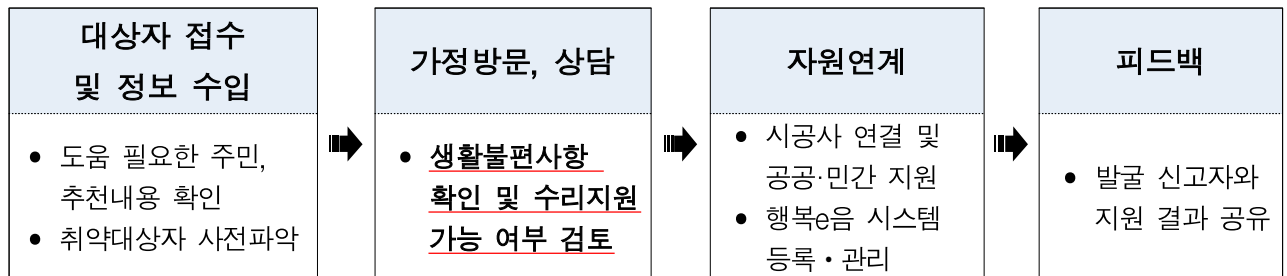 대상자 접수
및 정보 수입
• 도움 필요한 주민,
추천내용 확인
• 취약대상자 사전파악
가정방문, 상담
• 생활불편사항
확인 및 수리지원
가능 여부 검토
자원연계
• 시공사 연결 및
공공·민간 지원
• 행복e음 시스템
등록・관리
피드백
• 발굴 신고자와
지원 결과 공유